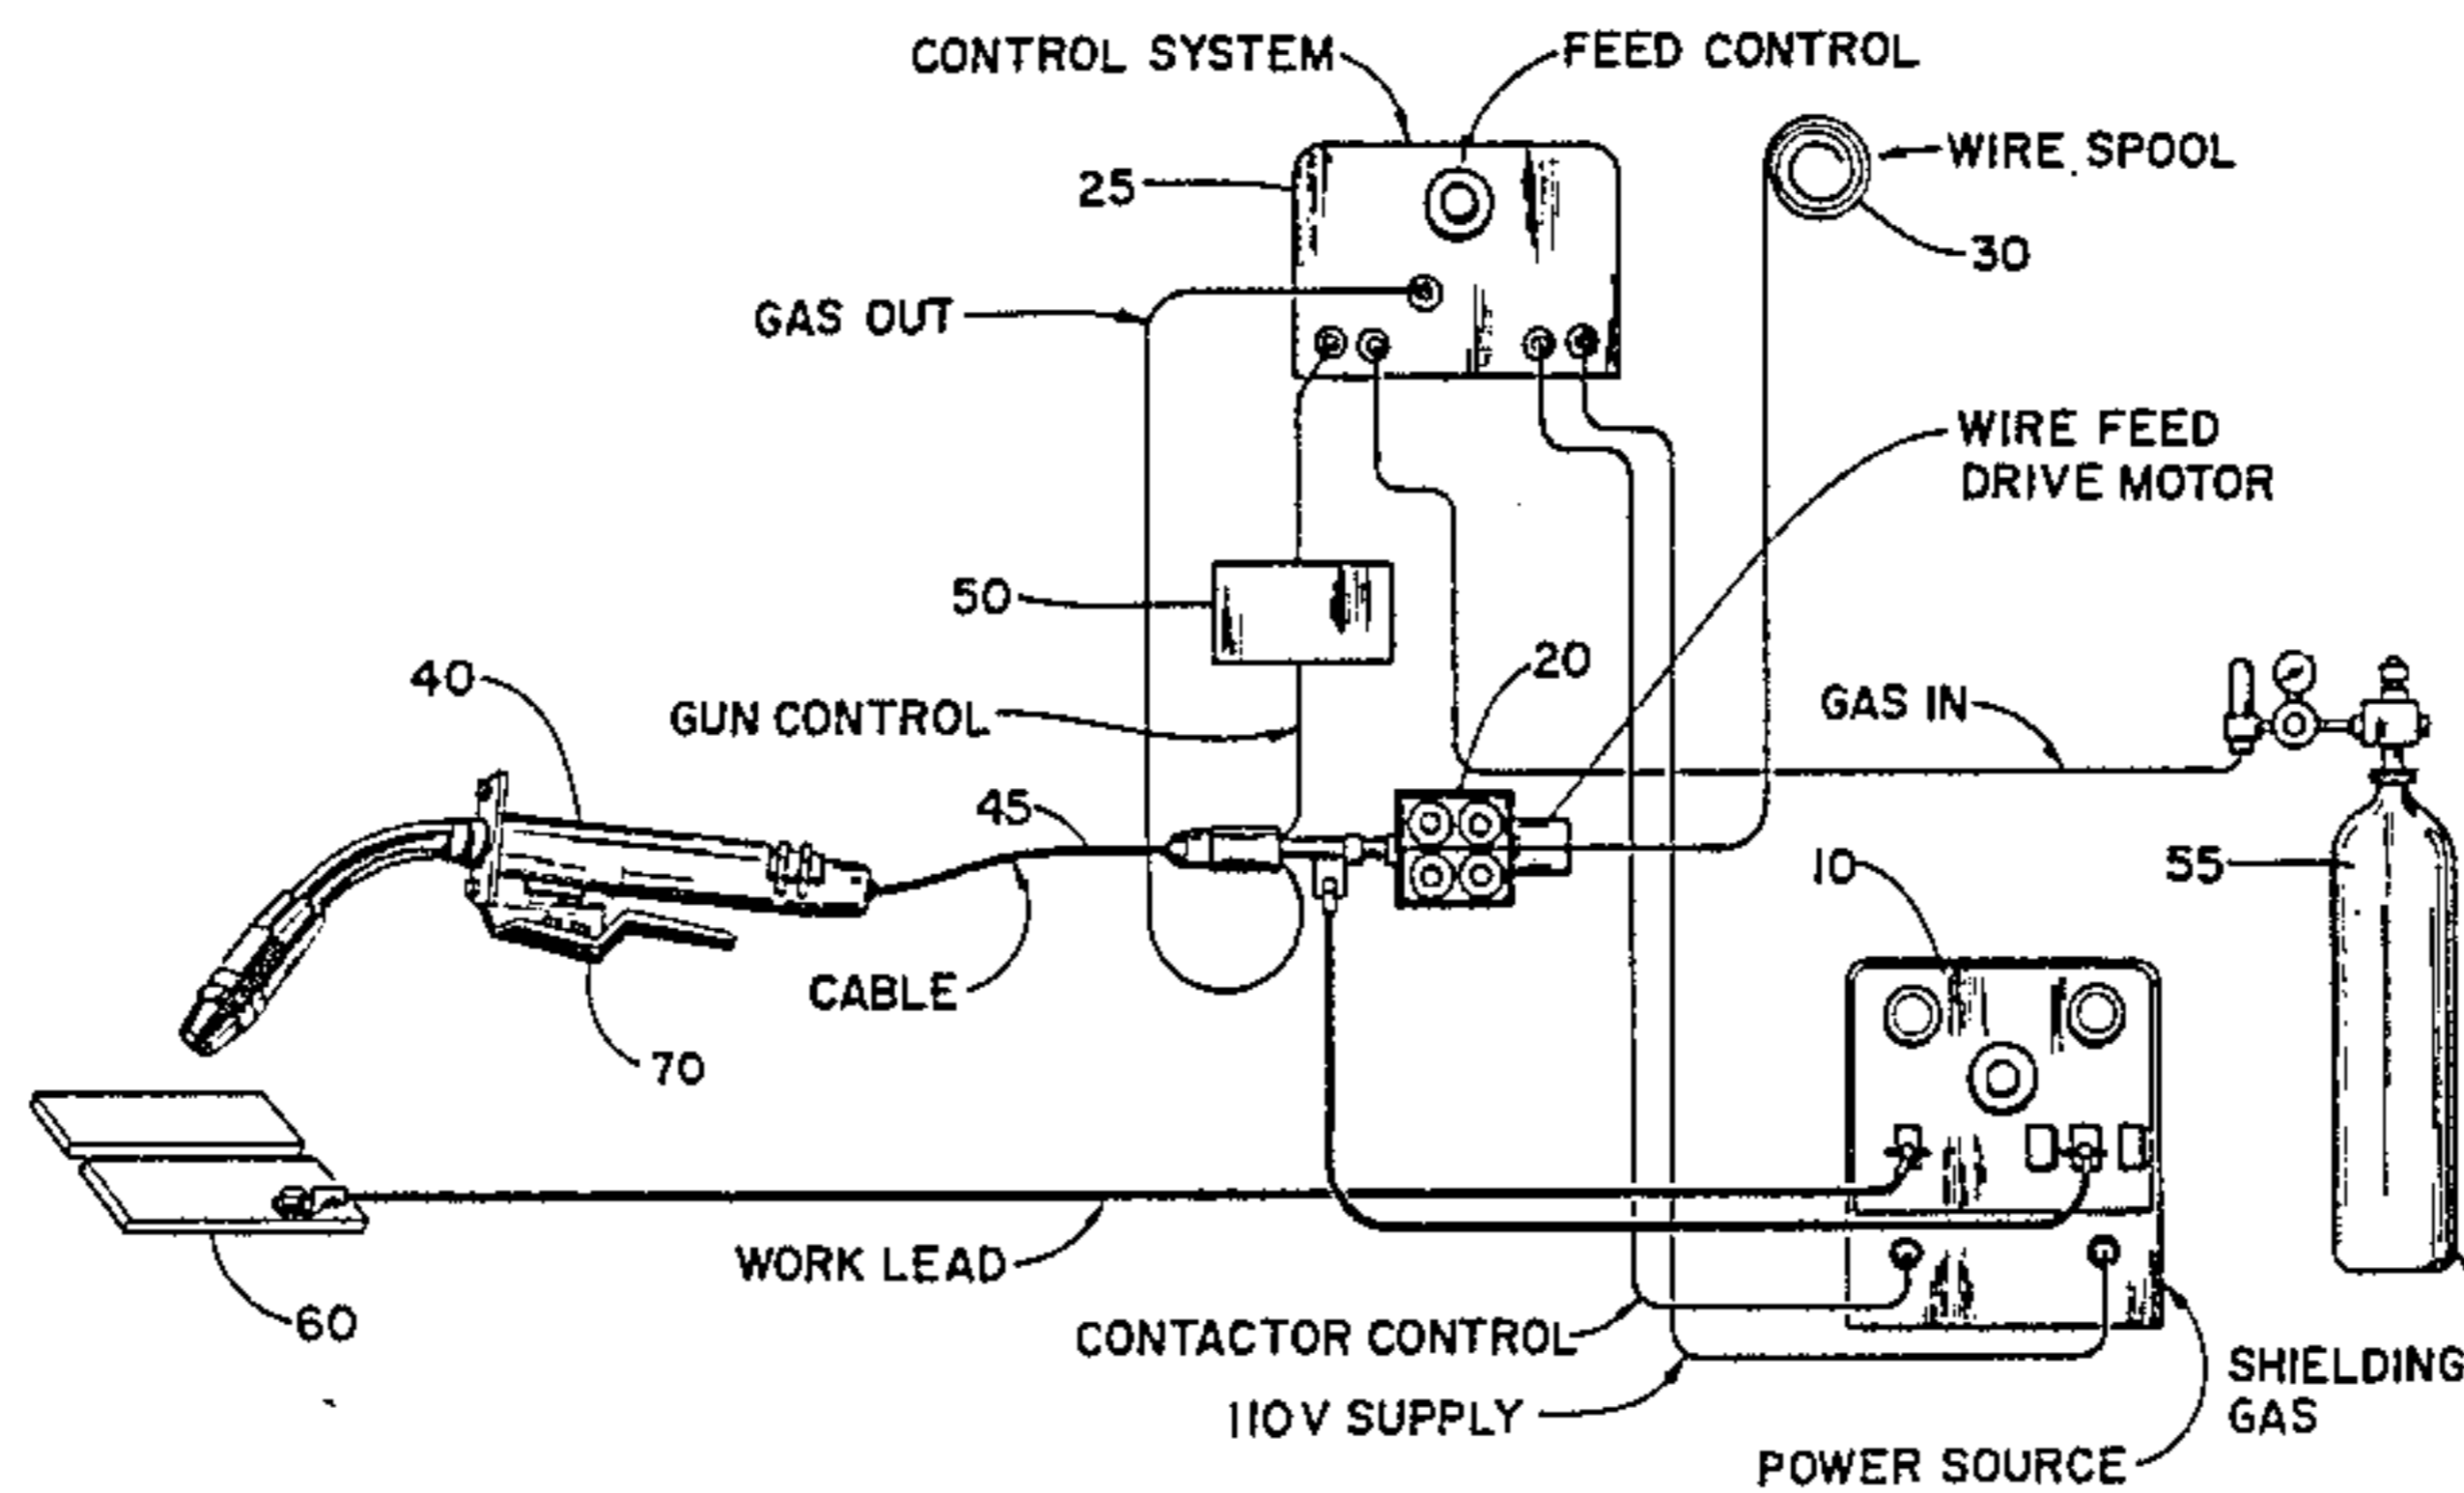 CONTROL SYSTEM
FEED CONTROL
WIRE SPOOL
25
30
GAS OUT
WIRE FEED
DRIVE MOTOR
50
20
40
GUN CONTROL
GAS IN
45
10
55
CABLE
70
WORK LEAD
60
CONTACTOR CONTROL
110V SUPPLY
SHIELDING
GAS
POWER SOURCE